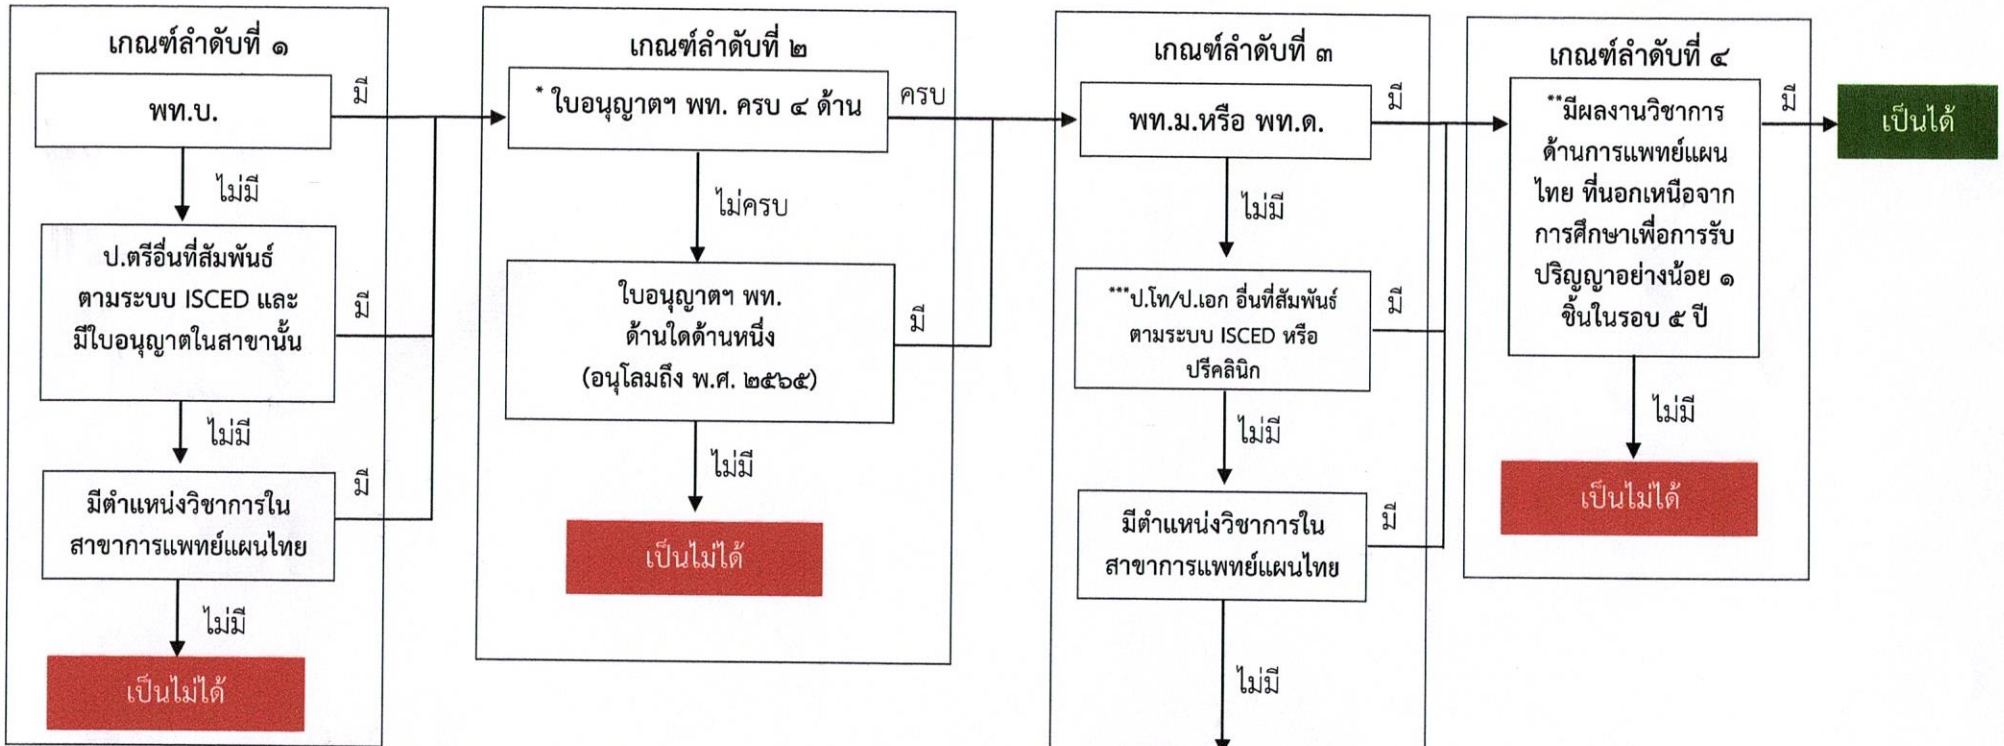 เกณฑ์ลำดับที่ ๑
พท.บ.
มี
ไม่มี
ป.ตรีอื่นที่สัมพันธ์
ตามระบบ ISCED และ
มีใบอนุญาตในสาขานั้น
มี
ไม่มี
มีตำแหน่งวิชาการใน
สาขาการแพทย์แผนไทย
มี
ไม่มี
เป็นไม่ได้
เกณฑ์ลำดับที่ ๒
* ใบอนุญาตฯ พท. ครบ ๔ ด้าน
ครบ
ไม่ครบ
ใบอนุญาตฯ พท.
ด้านใดด้านหนึ่ง
(อนุโลมถึง พ.ศ. ๒๕๖๕)
มี
ไม่มี
เป็นไม่ได้
เกณฑ์ลำดับที่ ๓
พท.ม.หรือ พท.ด.
มี
ไม่มี
***ป.โท/ป.เอก อื่นที่สัมพันธ์
ตามระบบ ISCED หรือ
ปรีคลินิก
มี
ไม่มี
มีตำแหน่งวิชาการใน
สาขาการแพทย์แผนไทย
มี
ไม่มี
เกณฑ์ลำดับที่ ๔
**มีผลงานวิชาการ
ด้านการแพทย์แผน
ไทย ที่นอกเหนือจาก
การศึกษาเพื่อการรับ
ปริญญาอย่างน้อย ๑
ชิ้นในรอบ ๕ ปี
มี
ไม่มี
เป็นไม่ได้
เป็นได้